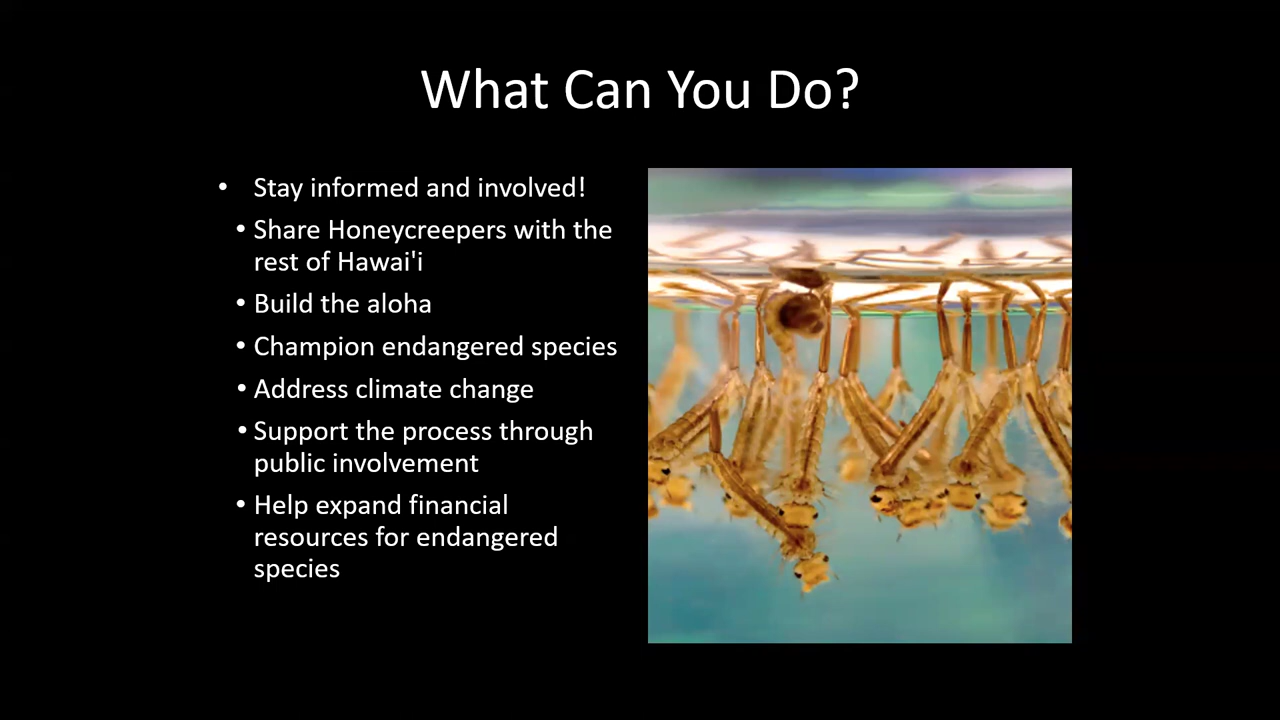 What Can You Do?
• Stay informed and involved!
• Share Honeycreepers with the
rest of Hawai'i
• Build the aloha
• Champion endangered species
• Address climate change
• Support the process through
public involvement
• Help expand financial
resources for endangered
species